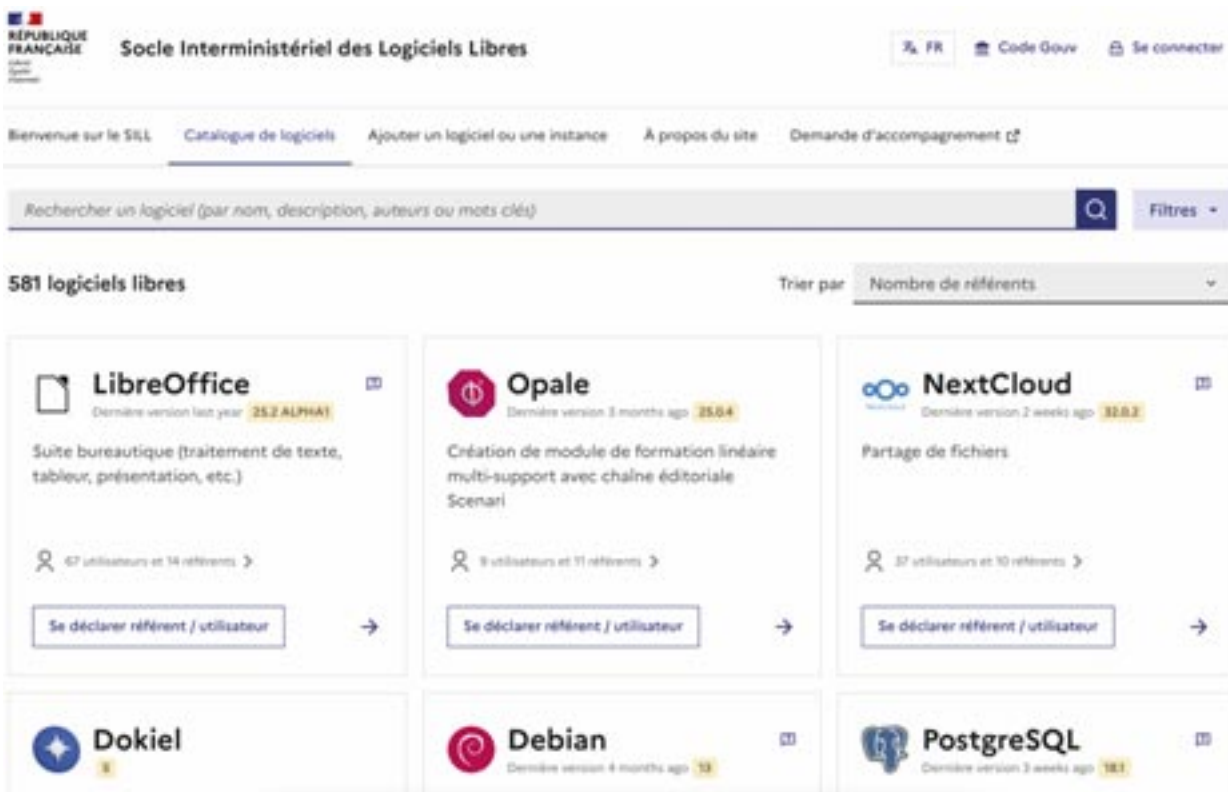 RÉPUBLIQUE
FRANÇAISE
Socle Interministériel des Logiciels Libres
FR
Code Gouv
Se connecter
Bienvenue sur le SILL
Catalogue de logiciels
Ajouter un logiciel ou une instance
À propos du site
Demande d'accompagnement
Rechercher un logiciel (par nom, description, auteurs ou mots clés)
Filtres
581 logiciels libres
Trier par
Nombre de référents
LibreOffice
Dernière version last year 25.2 ALPHA1
Suite bureautique (traitement de texte,
tableur, présentation, etc.)
67 utilisateurs et 14 référents
Se déclarer référent / utilisateur
Opale
Dernière version 3 months ago 25.0.4
Création de module de formation linéaire
multi-support avec chaîne éditoriale
Scenari
9 utilisateurs et 11 référents
Se déclarer référent / utilisateur
NextCloud
Dernière version 2 weeks ago 32.0.2
Partage de fichiers
37 utilisateurs et 10 référents
Se déclarer référent / utilisateur
Dokiel
Debian
Dernière version 4 months ago 13
PostgreSQL
Dernière version 3 weeks ago 18.1